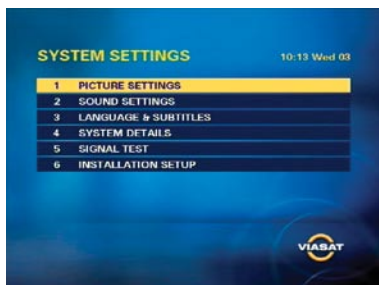 SYSTEM SETTINGS
10:13 Wed 03
1 PICTURE SETTINGS
2 SOUND SETTINGS
3 LANGUAGE & SUBTITLES
4 SYSTEM DETAILS
5 SIGNAL TEST
6 INSTALLATION SETUP
VIASAT